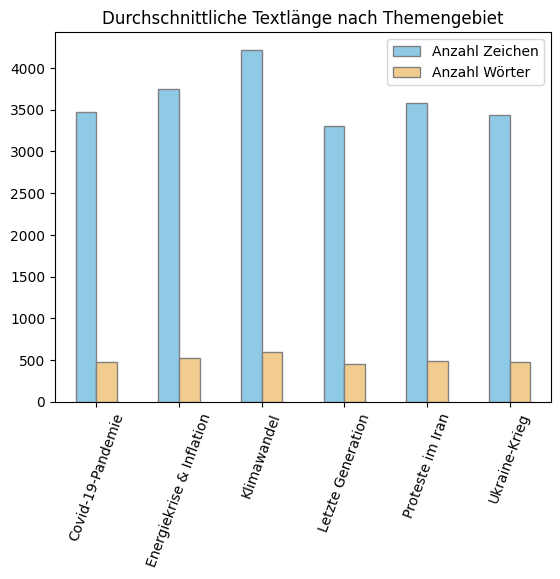 Durchschnittliche Textlänge nach Themengebiet
Anzahl Zeichen
Anzahl Wörter
4000
3500
3000
2500
2000
1500
1000
500
0
Covid-19-Pandemie
Energiekrise & Inflation
Klimawandel
Letzte Generation
Proteste im Iran
Ukraine-Krieg